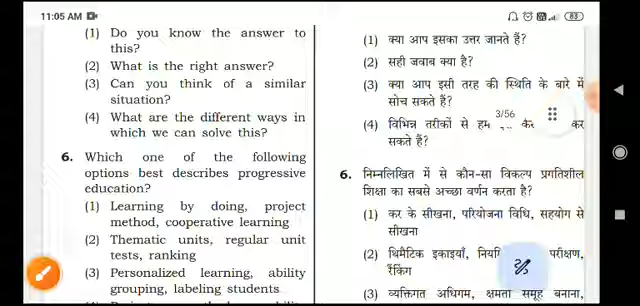 11:05 AM
83
(1) Do you know the answer to
this?
(2) What is the right answer?
(3) Can you think of a similar
situation?
(4) What are the different ways in
which we can solve this?
6. Which one of the following
options best describes progressive
education?
(1) Learning by doing, project
method, cooperative learning
(2) Thematic units, regular unit
tests, ranking
(3) Personalized learning, ability
grouping, labeling students
(1) क्या आप इसका उत्तर जानते हैं?
(2) सही जवाब क्या है?
(3) क्या आप इसी तरह की स्थिति के बारे में
सोच सकते हैं?
3/56
(4) विभिन्न तरीकों से हम कर
सकते हैं?
6. निम्नलिखित में से कौन-सा विकल्प प्रगतिशील
शिक्षा का सबसे अच्छा वर्णन करता है?
(1) कर के सीखना, परियोजना विधि, सहयोग से
सीखना
(2) थिमैटिक इकाइयाँ, परीक्षण,
रैंकिंग
(3) व्यक्तिगत अधिगम, क्षमता समूह बनाना,